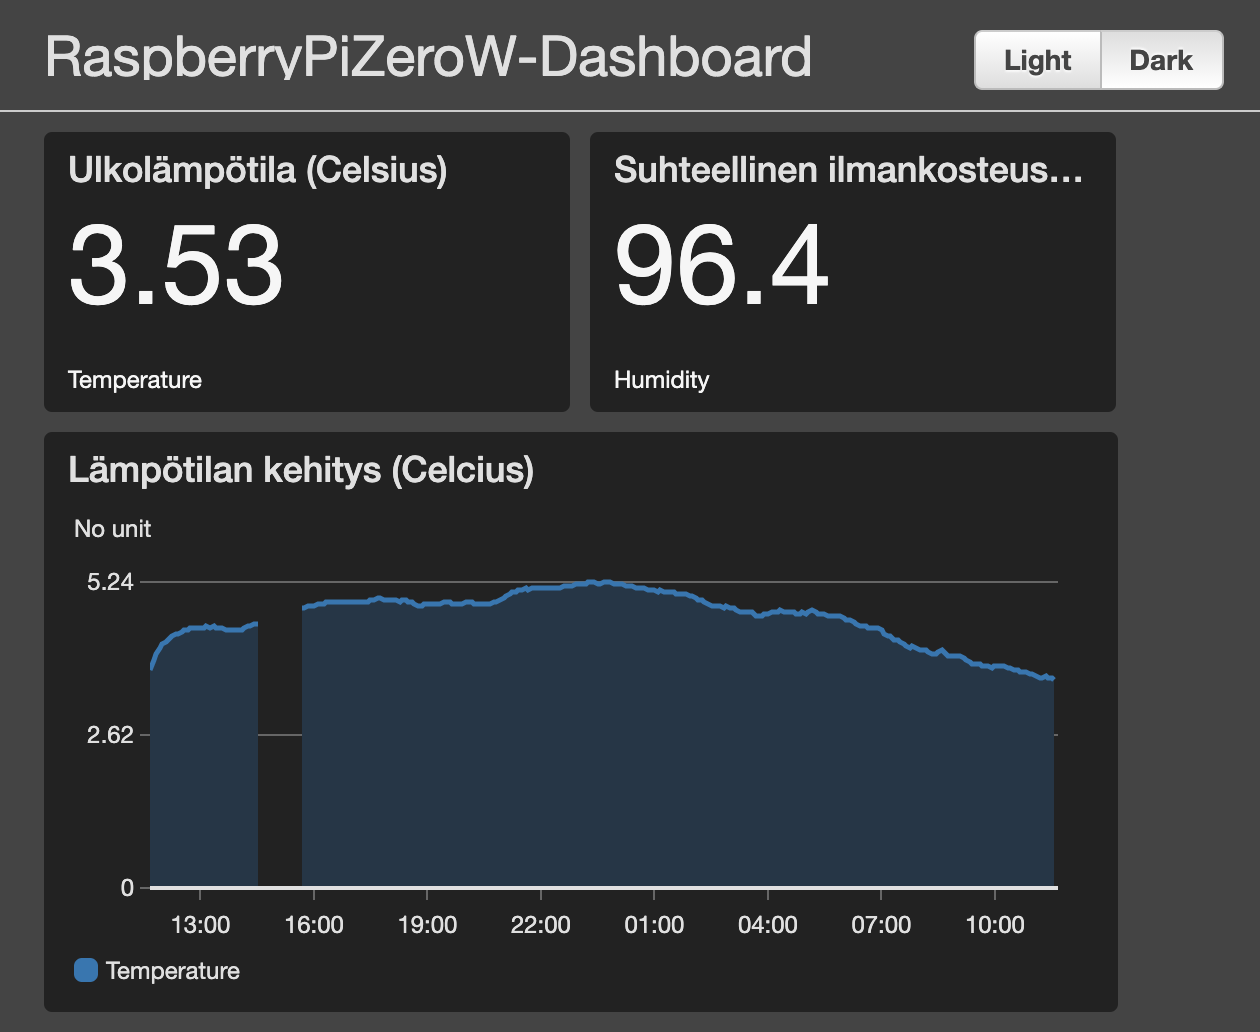 RaspberryPiZeroW-Dashboard
Light
Dark
Ulkolämpötila (Celsius)
3.53
Temperature
Suhteellinen ilmankosteus...
96.4
Humidity
Lämpötilan kehitys (Celcius)
No unit
5.24
2.62
0
13:00 16:00 19:00 22:00 01:00 04:00 07:00 10:00
Temperature